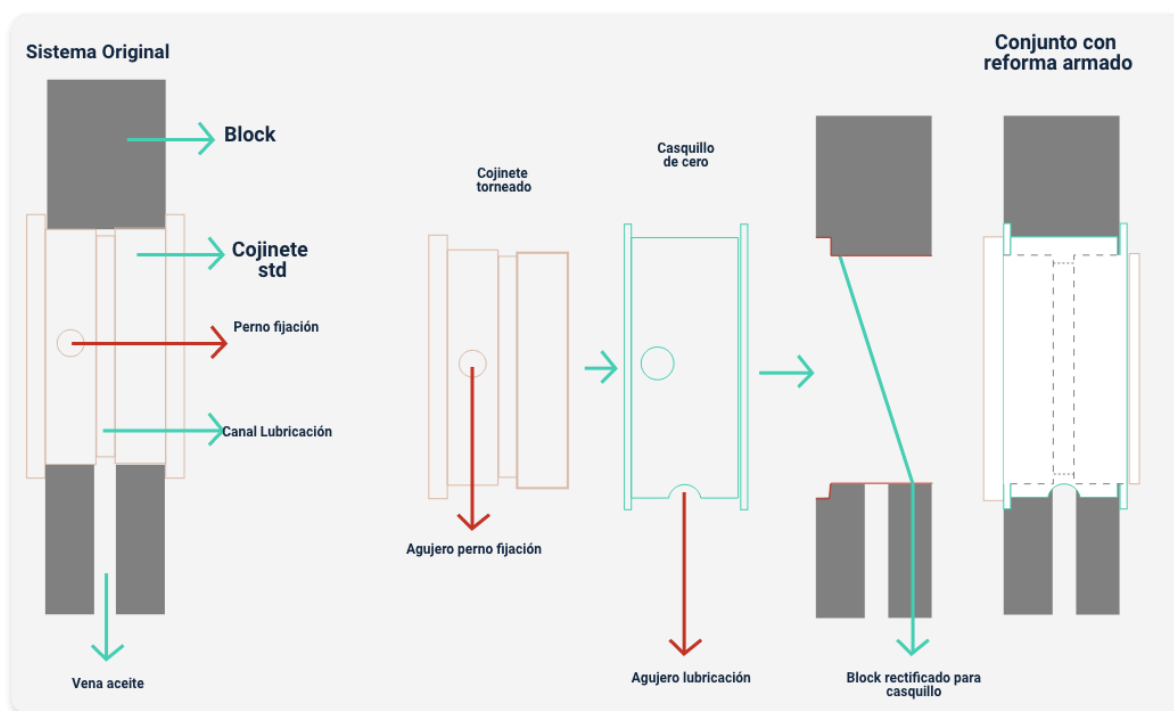 Sistema Original
Conjunto con
reforma armado
Block
Casquillo
de cero
Cojinete
torneado
Cojinete
std
Perno fijación
Canal Lubricación
Agujero perno fijación
Vena aceite
Agujero lubricación
Block rectificado para
casquillo